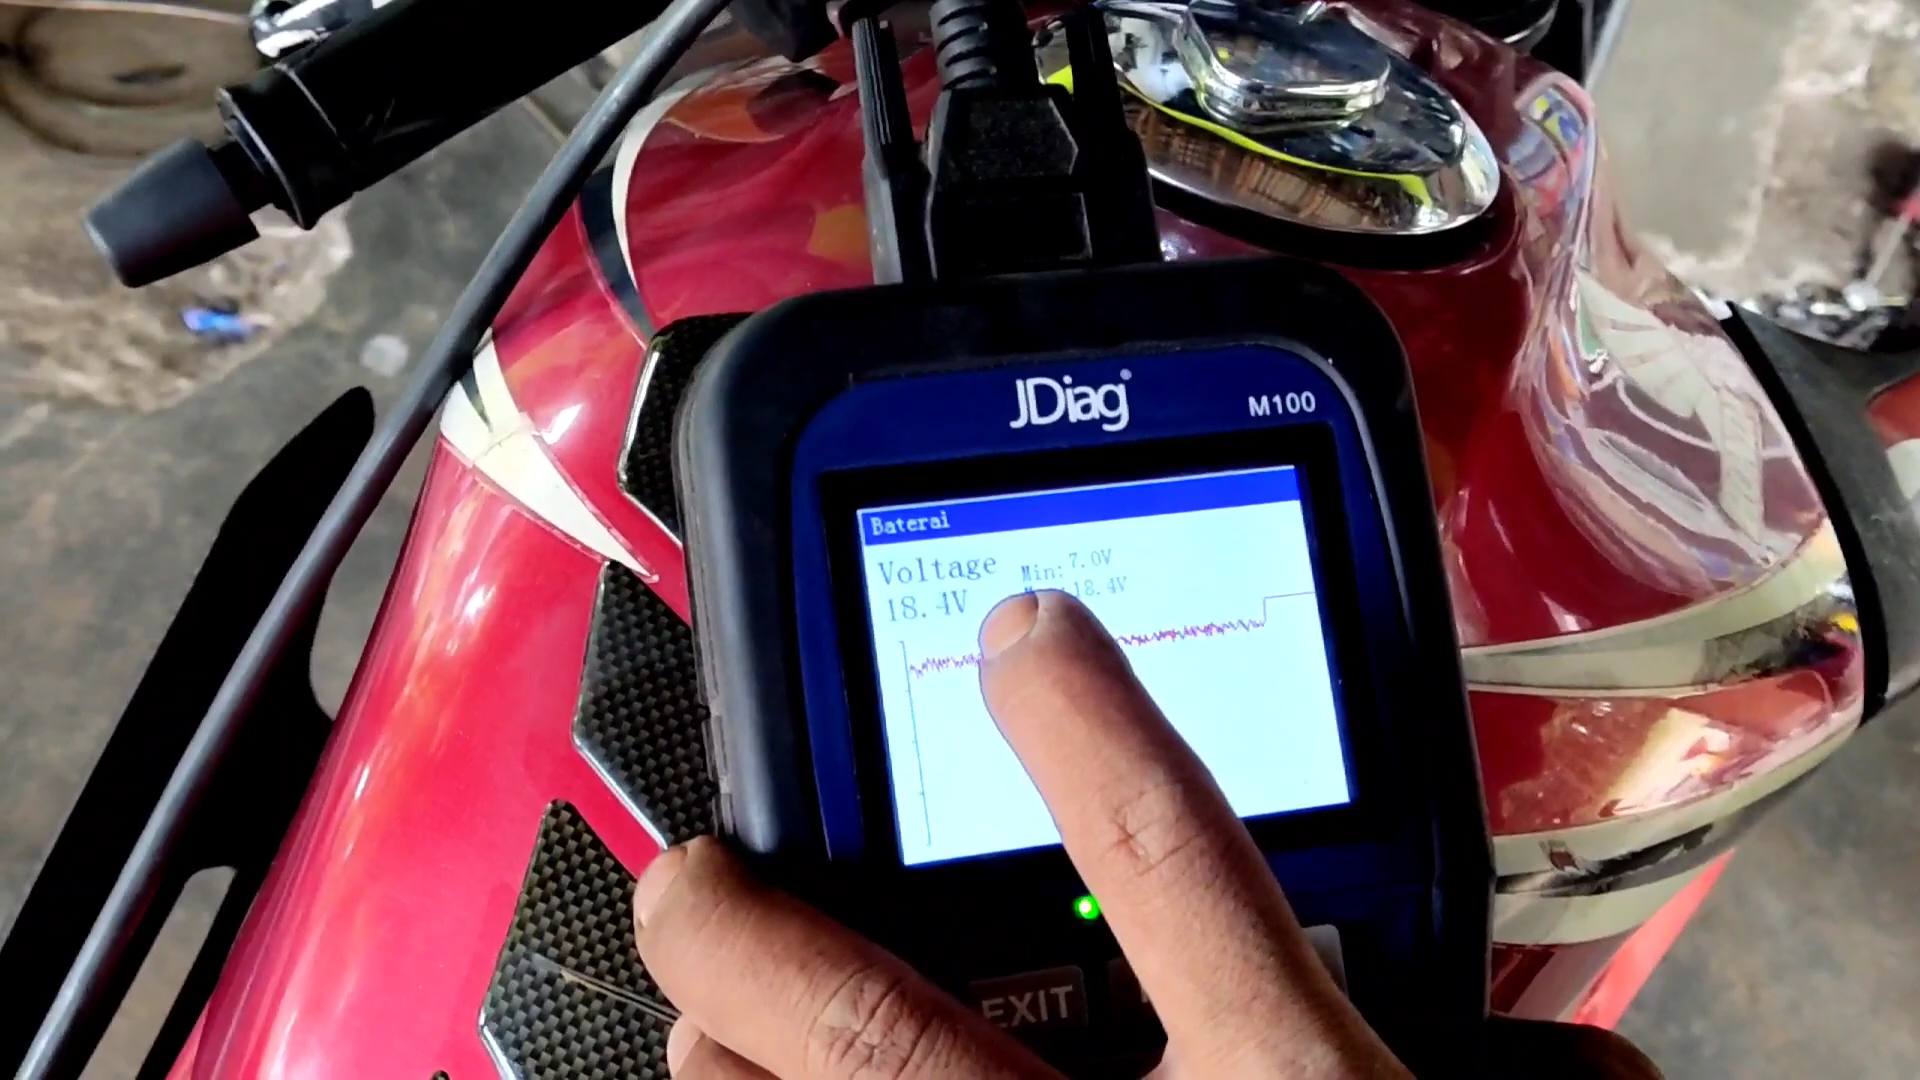 JDiag®
M100
Baterai
Voltage
Min: 7.0V
18.4V
18.4V
EXIT